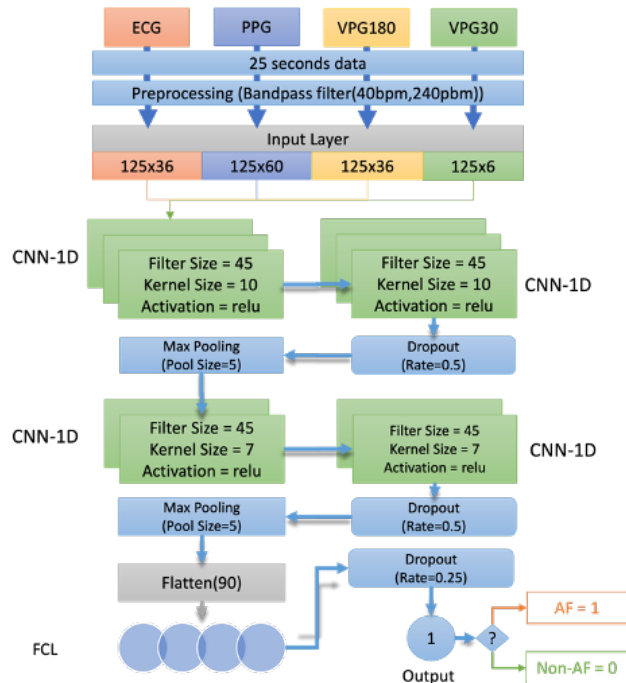 ECG PPG VPG180 VPG30
25 seconds data
Preprocessing (Bandpass filter(40bpm,240pbm))
Input Layer
125x36 125x60 125x36 125x6
CNN-1D
Filter Size = 45
Kernel Size = 10
Activation = relu
Filter Size = 45
Kernel Size = 10
Activation = relu
CNN-1D
Max Pooling
(Pool Size=5)
Dropout
(Rate=0.5)
CNN-1D
Filter Size = 45
Kernel Size = 7
Activation = relu
Filter Size = 45
Kernel Size = 7
Activation = relu
CNN-1D
Max Pooling
(Pool Size=5)
Dropout
(Rate=0.5)
Flatten(90)
Dropout
(Rate=0.25)
FCL
1
Output
?
AF = 1
Non-AF = 0